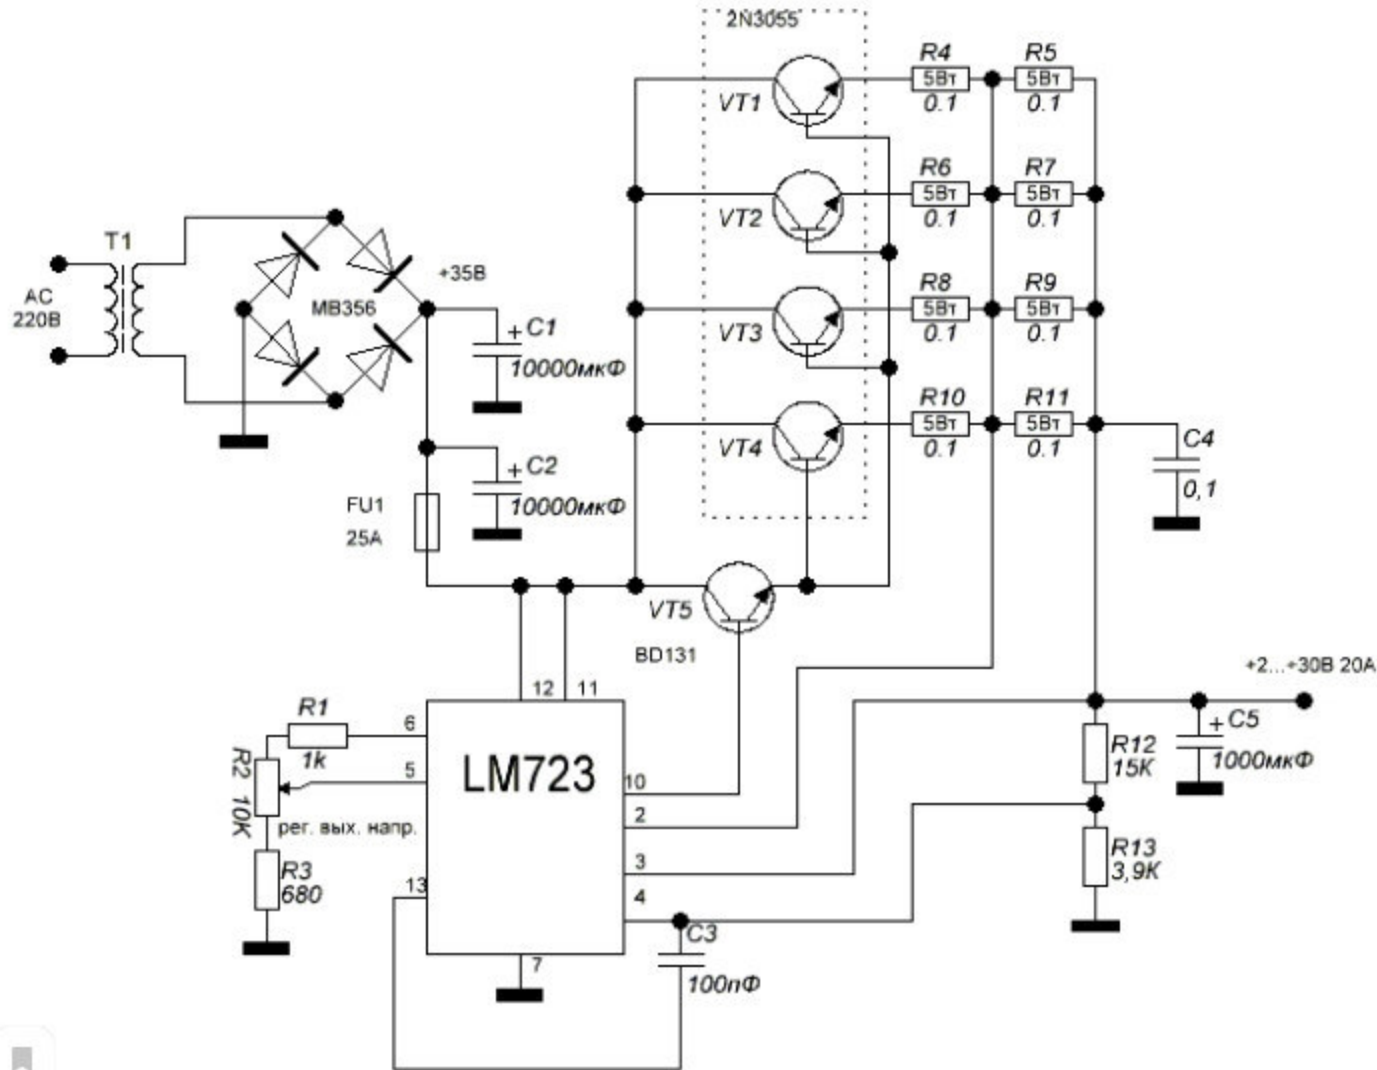 2N3055
R4 R5
5Вт 5Вт
VT1
0.1 0.1
R6 R7
5Вт 5Вт
VT2
0.1 0.1
T1
+35В
AC
220В
MB356
R8 R9
5Вт 5Вт
VT3
0.1 0.1
+ C1
10000мкФ
R10 R11
5Вт 5Вт
VT4
0.1 0.1
C4
0,1
+ C2
10000мкФ
FU1
25A
VT5
BD131
+2...+30В 20А
12 11
R1
1k
6
R2 10K
5
LM723
рег. вых. напр.
10
2
3
4
R3
680
13
7
C3
100пФ
R12
15K
+ C5
1000мкФ
R13
3,9K